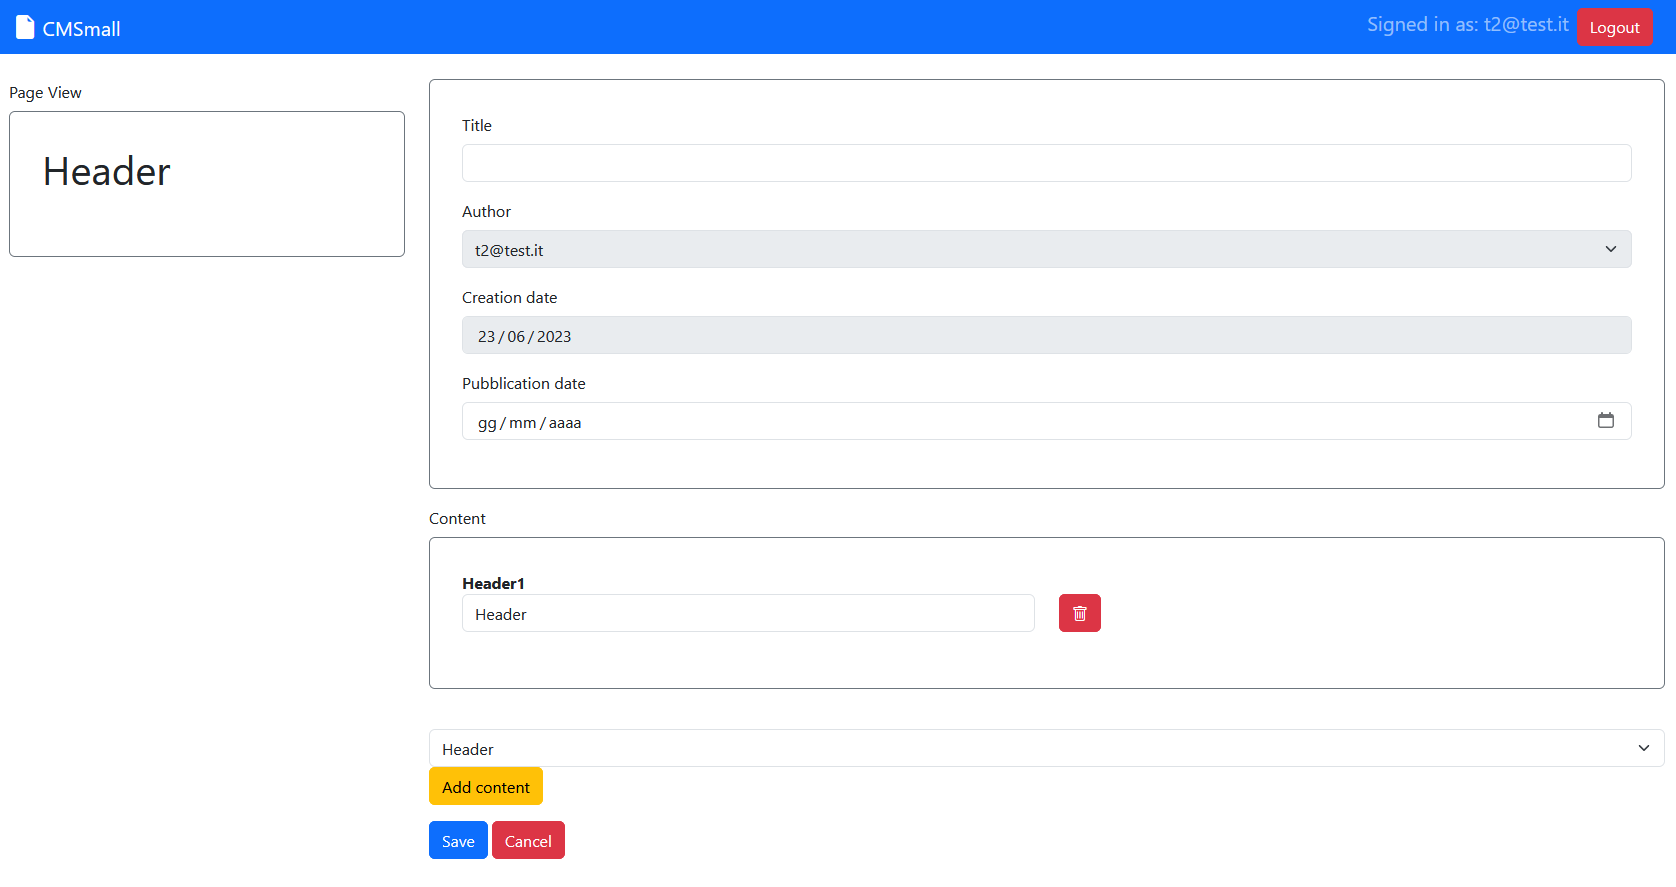 CMSmall
Signed in as: t2@test.it
Logout
Page View
Header
Title
Author
t2@test.it
Creation date
23/06/2023
Pubblication date
gg/mm/aaaa
Content
Header1
Header
Header
Add content
Save
Cancel